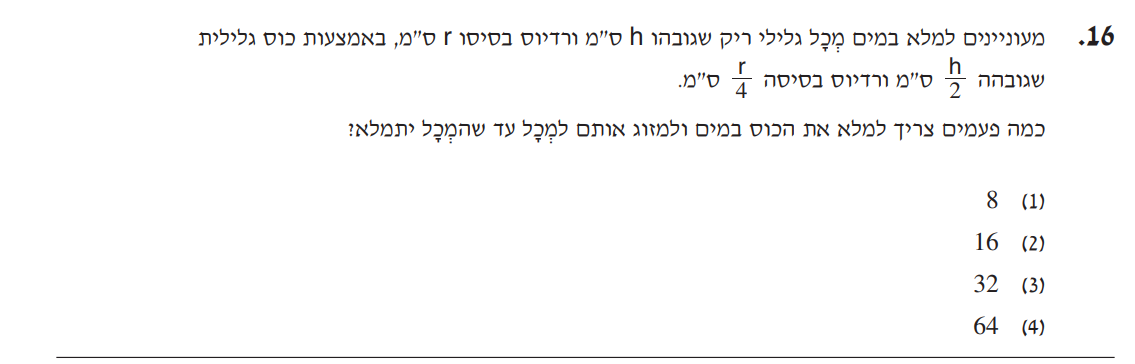 16. מעוניינים למלא במים מְכָל גלילי ריק שגובהו h ס"מ ורדיוס בסיסו r ס"מ, באמצעות כוס גלילית
שגובהה h/2 ס"מ ורדיוס בסיסה r/4 ס"מ.
כמה פעמים צריך למלא את הכוס במים ולמזוג אותם למְכָל עד שהמְכָל יתמלא?
(1) 8
(2) 16
(3) 32
(4) 64